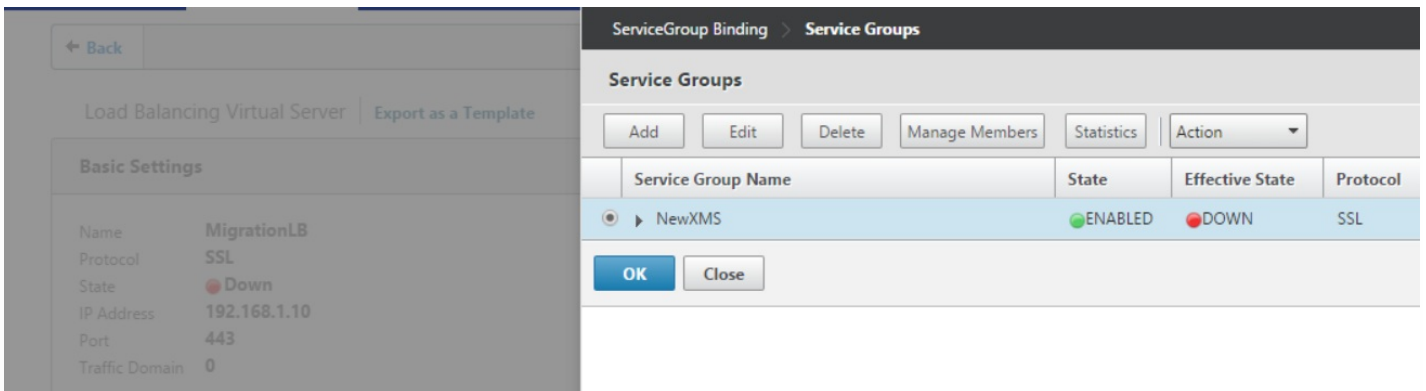 Back
Load Balancing Virtual Server Export as a Template
Basic Settings
Name MigrationLB
Protocol SSL
State Down
IP Address 192.168.1.10
Port 443
Traffic Domain 0
ServiceGroup Binding Service Groups
Service Groups
Add Edit Delete Manage Members Statistics Action
Service Group Name State Effective State Protocol
NewXMS ENABLED DOWN SSL
OK Close